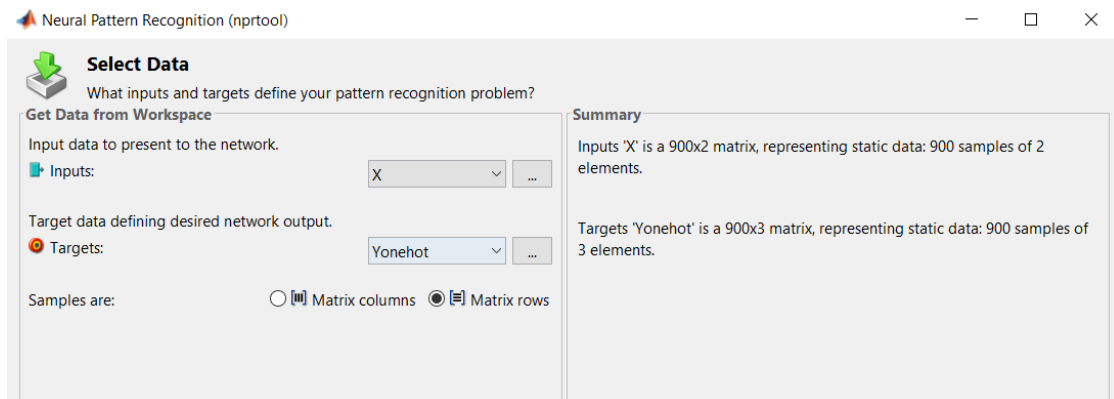 Neural Pattern Recognition (nprtool)
Select Data
What inputs and targets define your pattern recognition problem?
Get Data from Workspace
Input data to present to the network.
Inputs:
X
...
Target data defining desired network output.
Targets:
Yonehot
...
Samples are:
Matrix columns
Matrix rows
Summary
Inputs 'X' is a 900x2 matrix, representing static data: 900 samples of 2
elements.
Targets 'Yonehot' is a 900x3 matrix, representing static data: 900 samples of
3 elements.